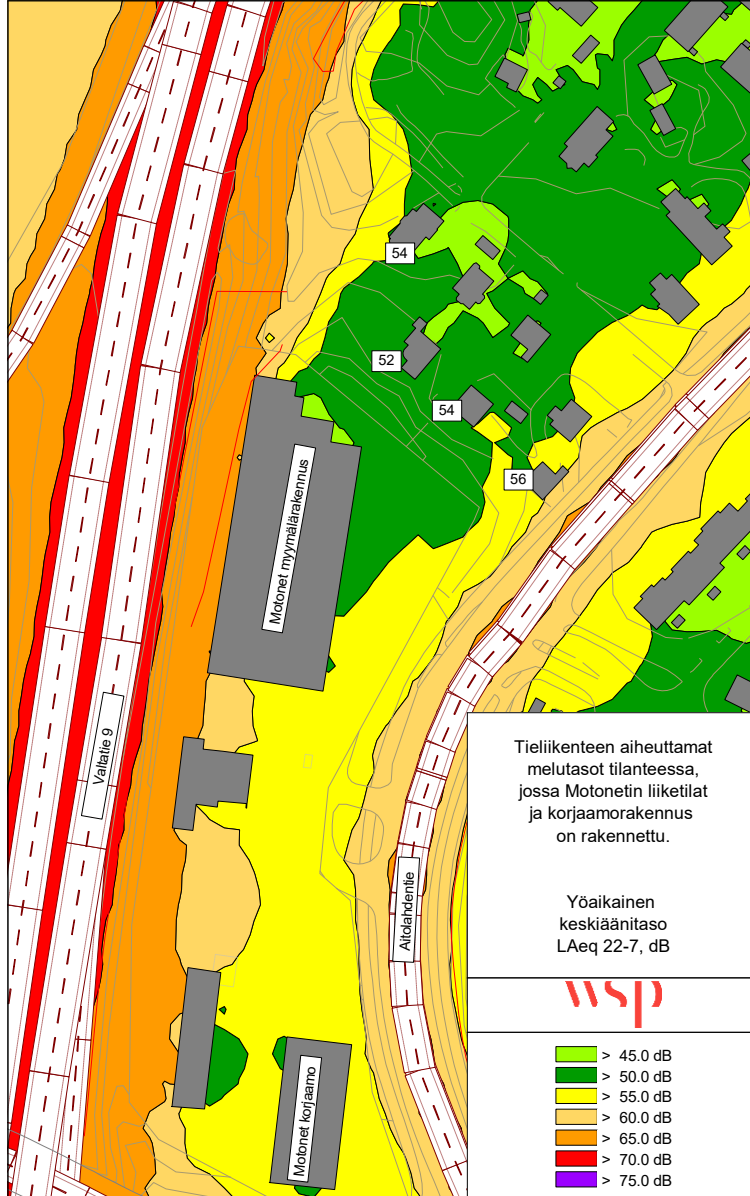 54
52
54
56
Motonet myymälärakennus
Valtatie 9
Aitolahdentie
Motonet korjaamo
Tieliikenteen aiheuttamat
melutasot tilanteessa,
jossa Motonetin liiketilat
ja korjaamorakennus
on rakennettu.
Yöaikainen
keskiäänitaso
LAeq 22-7, dB
wsp
> 45.0 dB
> 50.0 dB
> 55.0 dB
> 60.0 dB
> 65.0 dB
> 70.0 dB
> 75.0 dB